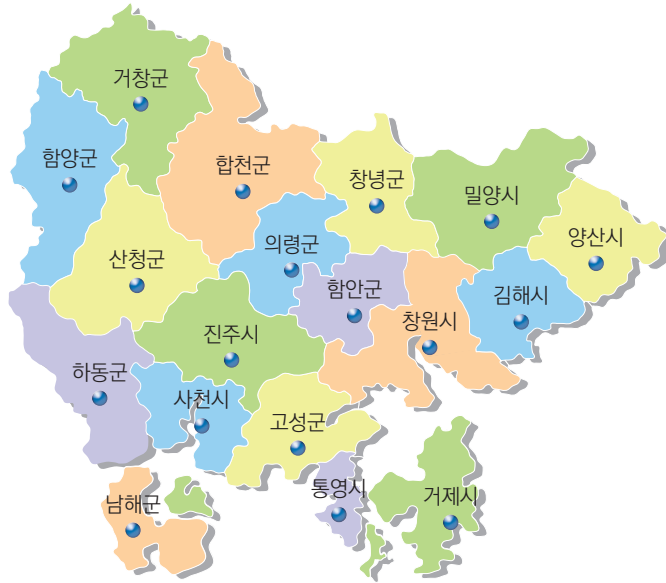 거창군
함양군
합천군
창녕군
밀양시
의령군
양산시
산청군
함안군
김해시
창원시
진주시
하동군
사천시
고성군
통영시
거제시
남해군